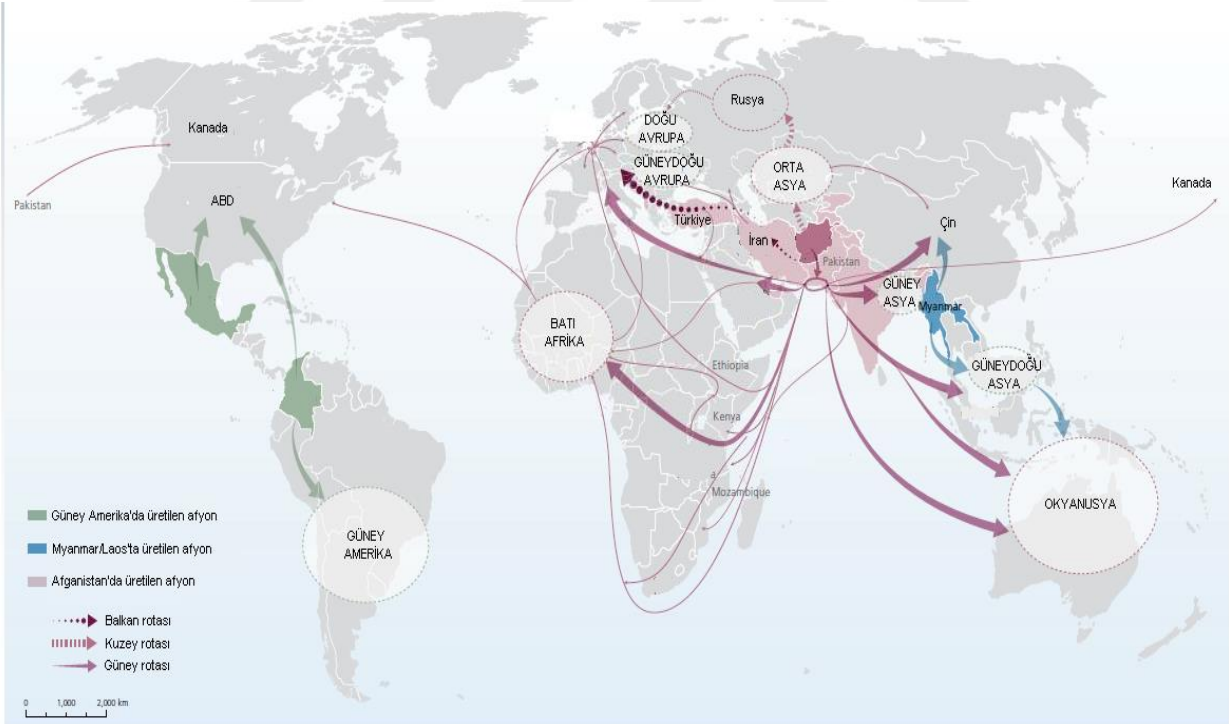 Kanada
Rusya
DOĞU
AVRUPA
GÜNEYDOĞU
AVRUPA
ORTA
ASYA
Kanada
Pakistan
ABD
Türkiye
Çin
İran
Pakistan
GÜNEY
ASYA
Myanmar
BATI
AFRİKA
Ethiopia
GÜNEYDOĞU
ASYA
Kenya
a
Mozambique
OKYANUSYA
GÜNEY
AMERİKA
Güney Amerika'da üretilen afyon
Myanmar/Laos'ta üretilen afyon
Afganistan'da üretilen afyon
Balkan rotası
Kuzey rotası
Güney rotası
0 1,000 2,000 km